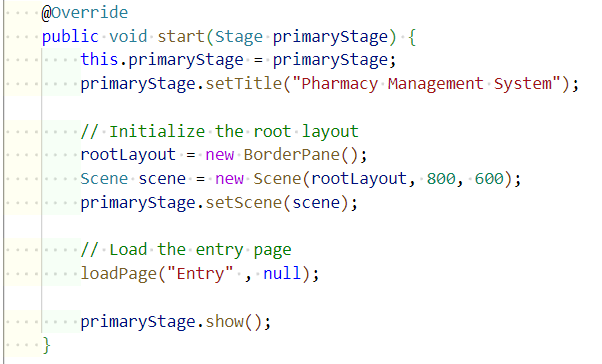 @Override
public void start(Stage primaryStage) {
this.primaryStage = primaryStage;
primaryStage.setTitle("Pharmacy Management System");
// Initialize the root layout
rootLayout = new BorderPane();
Scene scene = new Scene(rootLayout, 800, 600);
primaryStage.setScene(scene);
// Load the entry page
loadPage("Entry" , null);
primaryStage.show();
}